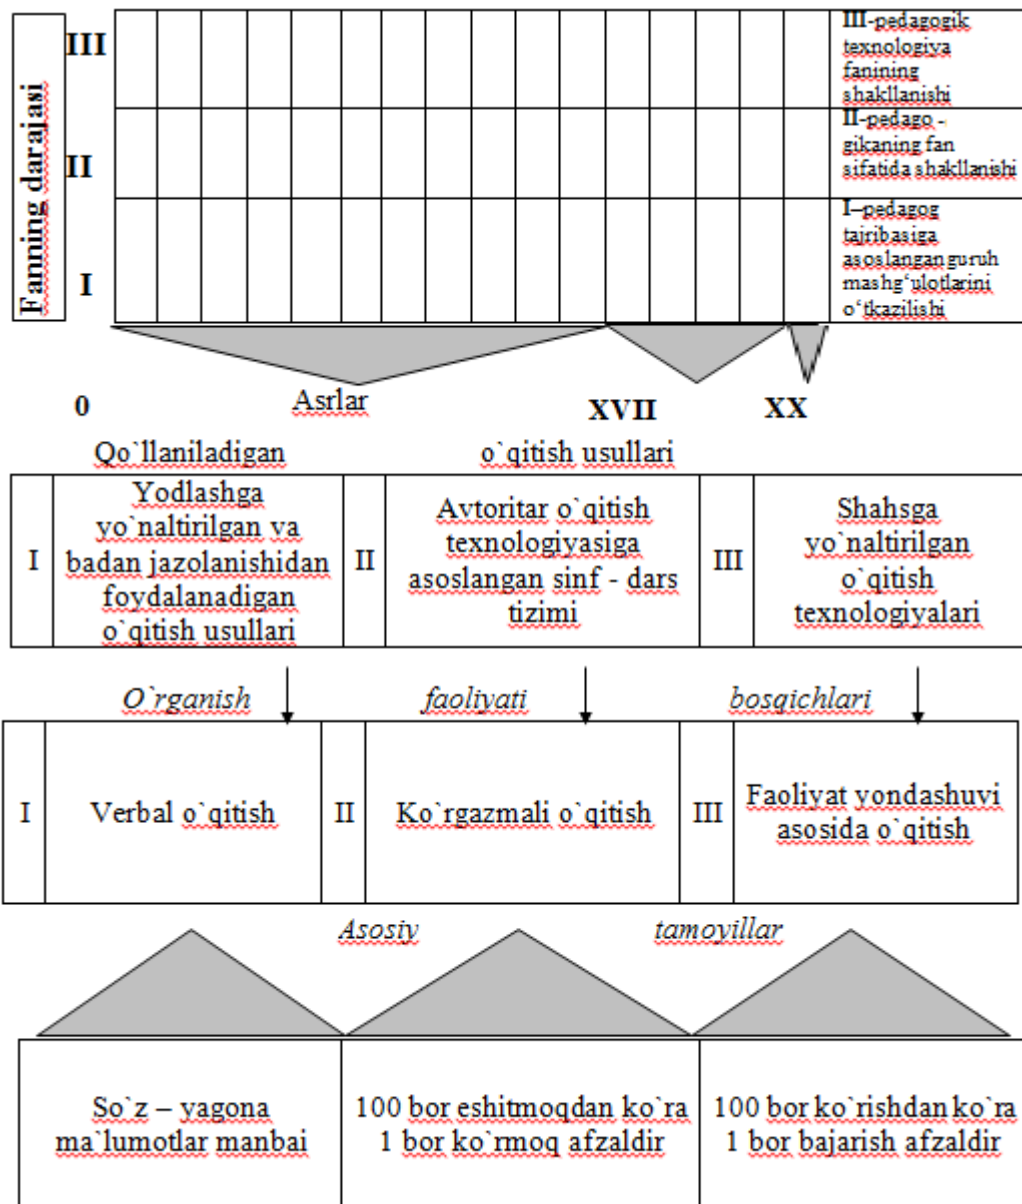 Fanning darajasi
III
II
I
III-pedagogik
texnologiya
fanining
shakllanishi
II-pedago -
gikaning fan
sifatida shakllanishi
I–pedagog
tajribasiga
asoslangan guruh
mashg‘ulotlarini
o‘tkazilishi
0
Asrlar
XVII
XX
Qo`llaniladigan
o`qitish usullari
I
Yodlashga
yo`naltirilgan va
badan jazolanishidan
foydalanadigan
o`qitish usullari
II
Avtoritar o`qitish
texnologiyasiga
asoslangan sinf - dars
tizimi
III
Shahsga
yo`naltirilgan
o`qitish
texnologiyalari
O`rganish
faoliyati
bosqichlari
I
Verbal o`qitish
II
Ko`rgazmali o`qitish
III
Faoliyat yondashuvi
asosida o`qitish
Asosiy
tamoyillar
So`z – yagona
ma`lumotlar manbai
100 bor eshitmoqdan ko`ra
1 bor ko`rmoq afzaldir
100 bor ko`rishdan ko`ra
1 bor bajarish afzaldir